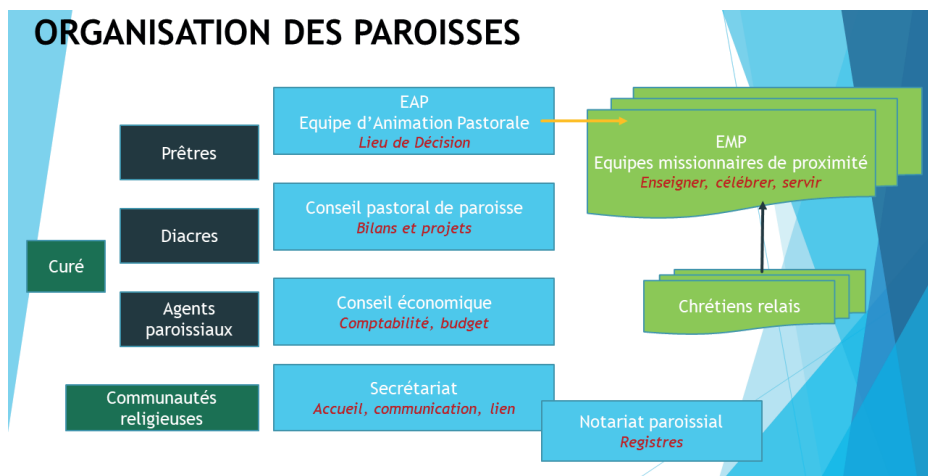 ORGANISATION DES PAROISSES
Curé
Prêtres
Diacres
Agents
paroissiaux
Communautés
religieuses
EAP
Equipe d'Animation Pastorale
Lieu de Décision
Conseil pastoral de paroisse
Bilans et projets
Conseil économique
Comptabilité, budget
Secrétariat
Accueil, communication, lien
Notariat paroissial
Registres
EMP
Equipes missionnaires de proximité
Enseigner, célébrer, servir
Chrétiens relais